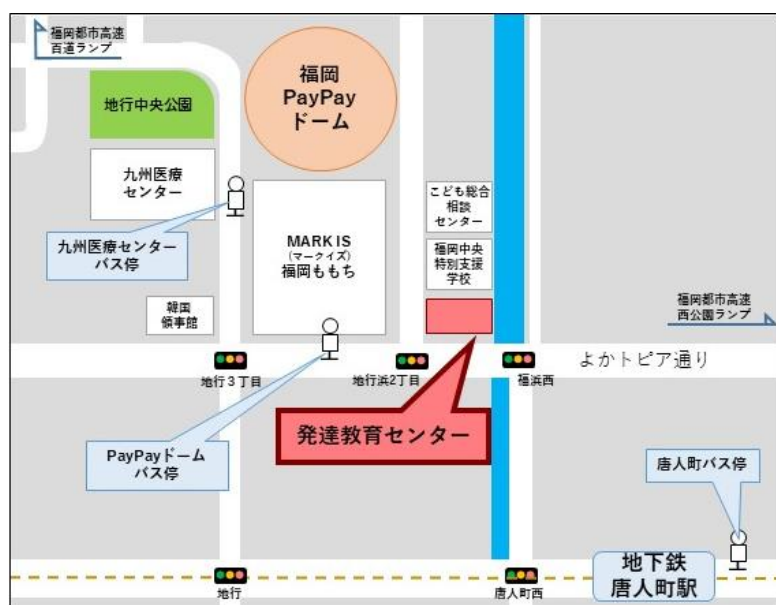 福岡都市高速
百道ランプ
福岡
PayPay
ドーム
地行中央公園
九州医療
センター
こども総合
相談
センター
九州医療センター
バス停
MARK IS
(マークイズ)
福岡ももち
福岡中央
特別支援
学校
韓国
領事館
福岡都市高速
西公園ランプ
地行３丁目
地行浜2丁目
福浜西
よかトピア通り
発達教育センター
PayPayドーム
バス停
唐人町バス停
地下鉄
唐人町駅
地行
唐人町西